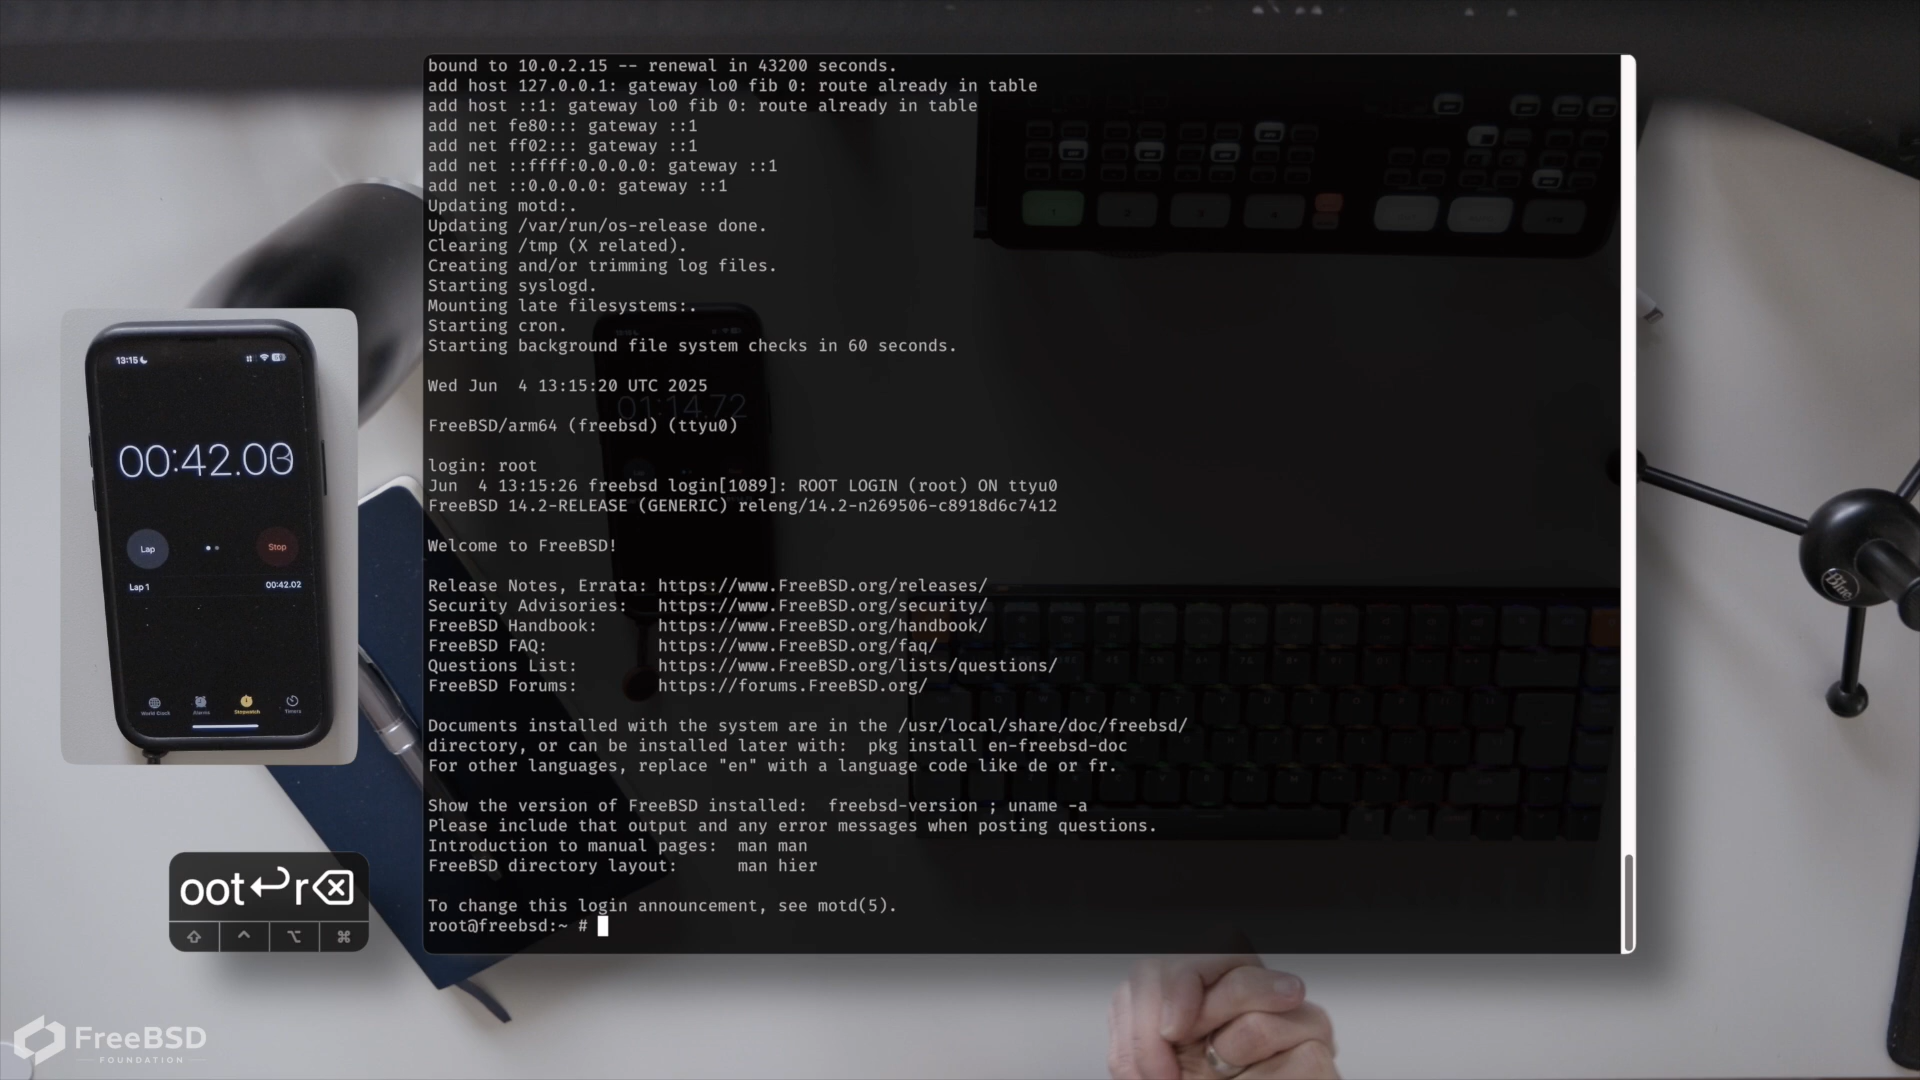 bound to 10.0.2.15 -- renewal in 43200 seconds.
add host 127.0.0.1: gateway lo0 fib 0: route already in table
add host ::1: gateway lo0 fib 0: route already in table
add net fe80::: gateway ::1
add net ff02::: gateway ::1
add net ::ffff:0.0.0.0: gateway ::1
add net ::0.0.0.0: gateway ::1
Updating motd:.
Updating /var/run/os-release done.
Clearing /tmp (X related).
Creating and/or trimming log files.
Starting syslogd.
Mounting late filesystems:.
Starting cron.
Starting background file system checks in 60 seconds.
Wed Jun  4 13:15:20 UTC 2025
FreeBSD/arm64 (freebsd) (ttyu0)
login: root
Jun  4 13:15:26 freebsd login[1089]: ROOT LOGIN (root) ON ttyu0
FreeBSD 14.2-RELEASE (GENERIC) releng/14.2-n269506-c8918d6c7412
Welcome to FreeBSD!
Release Notes, Errata: https://www.FreeBSD.org/releases/
Security Advisories:   https://www.FreeBSD.org/security/
FreeBSD Handbook:      https://www.FreeBSD.org/handbook/
FreeBSD FAQ:           https://www.FreeBSD.org/faq/
Questions List:        https://www.FreeBSD.org/lists/questions/
FreeBSD Forums:        https://forums.FreeBSD.org/
Documents installed with the system are in the /usr/local/share/doc/freebsd/
directory, or can be installed later with:  pkg install en-freebsd-doc
For other languages, replace "en" with a language code like de or fr.
Show the version of FreeBSD installed:  freebsd-version ; uname -a
Please include that output and any error messages when posting questions.
Introduction to manual pages:  man man
FreeBSD directory layout:      man hier
To change this login announcement, see motd(5).
root@freebsd:~ #
01:14.72
13:15
Lap
Stop
Lap 1
00:42.02
World Clock
Alarms
Stopwatch
Timers
oot↩r⌫
⇧ ^ ⌥ ⌘
Blue
FreeBSD
FOUNDATION